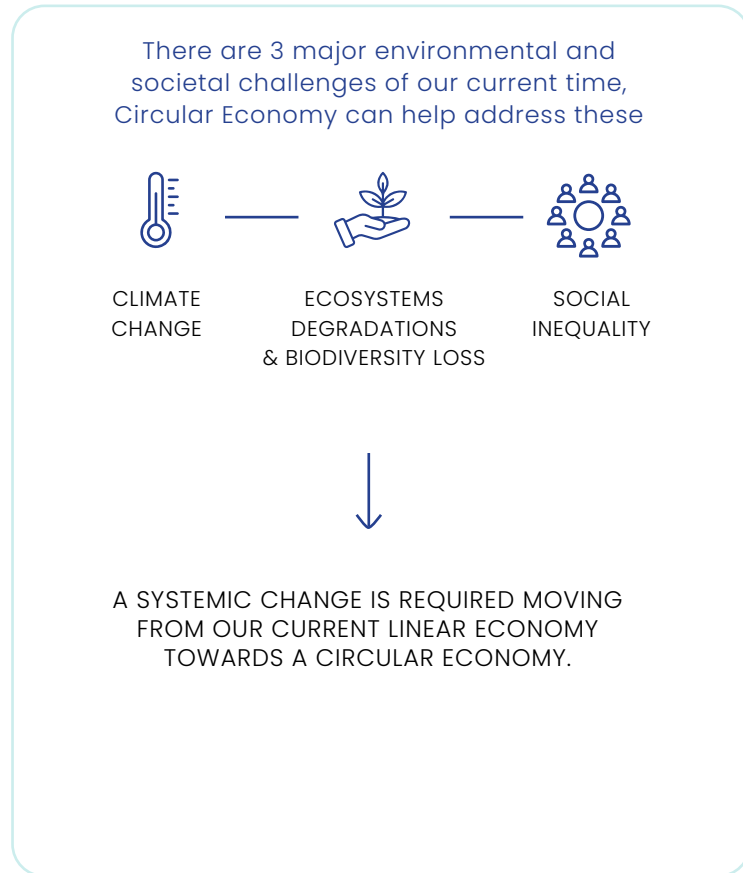 There are 3 major environmental and
societal challenges of our current time,
Circular Economy can help address these
CLIMATE
CHANGE
ECOSYSTEMS
DEGRADATIONS
& BIODIVERSITY LOSS
SOCIAL
INEQUALITY
A SYSTEMIC CHANGE IS REQUIRED MOVING
FROM OUR CURRENT LINEAR ECONOMY
TOWARDS A CIRCULAR ECONOMY.